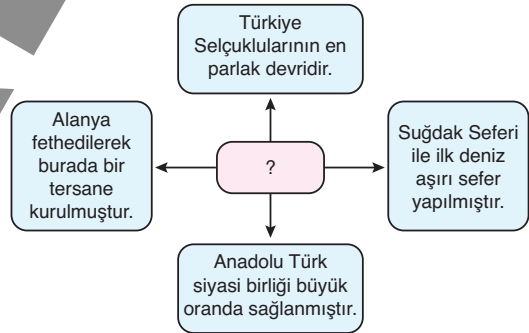 Türkiye
Selçuklularının en
parlak devridir.
Alanya
fethedilerek
burada bir
tersane
kurulmuştur.
?
Suğdak Seferi
ile ilk deniz
aşırı sefer
yapılmıştır.
Anadolu Türk
siyasi birliği büyük
oranda sağlanmıştır.